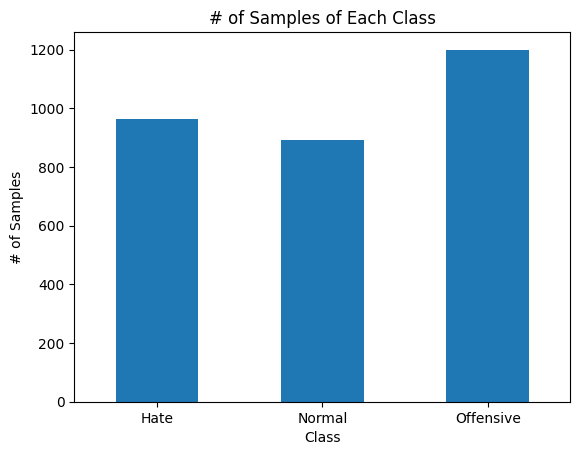 # of Samples of Each Class
1200
1000
800
600
400
200
0
# of Samples
Hate Normal Offensive
Class